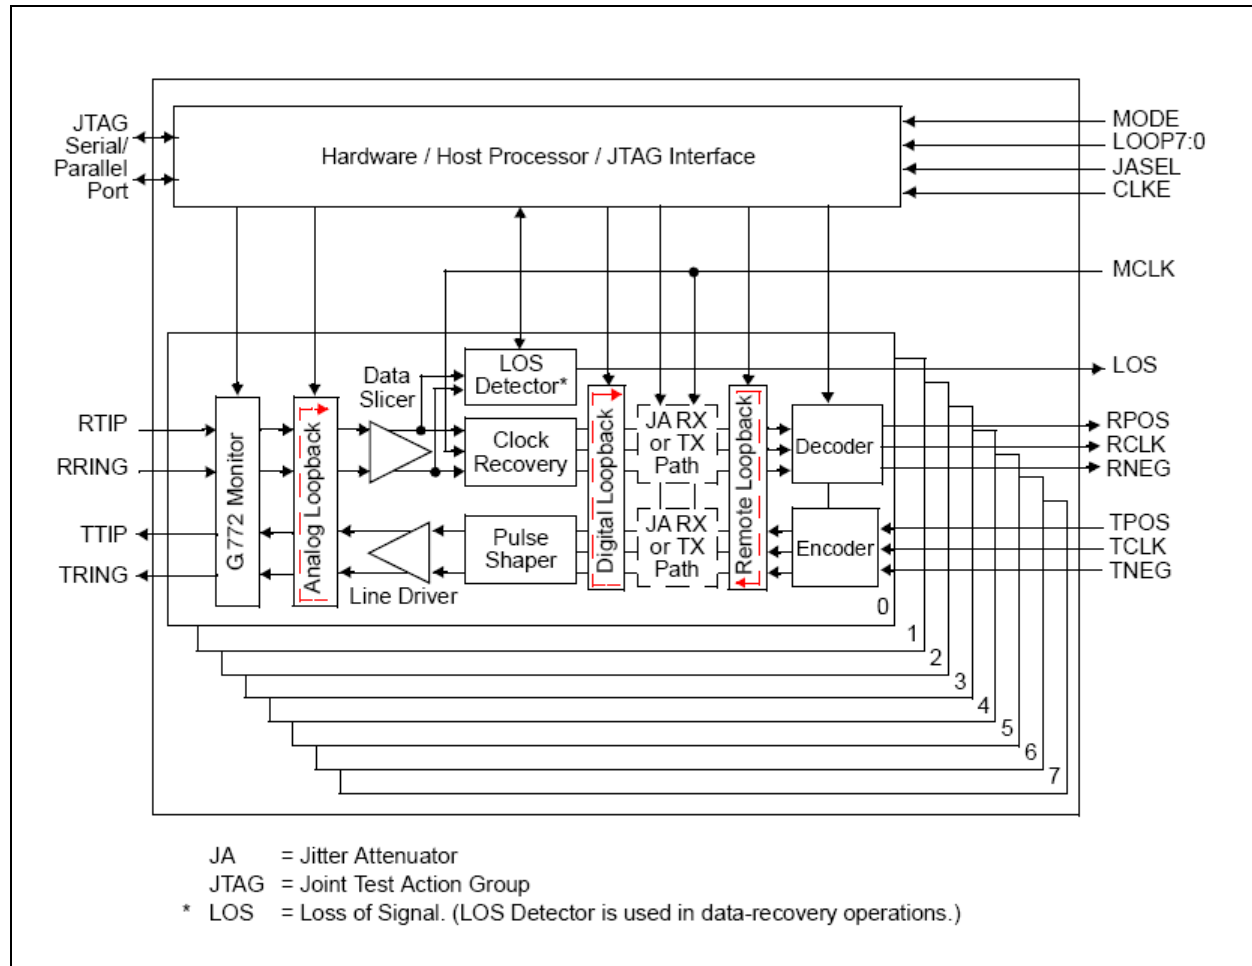 JTAG
Serial/
Parallel
Port
Hardware / Host Processor / JTAG Interface
MODE
LOOP7:0
JASEL
CLKE
MCLK
LOS
Detector*
LOS
Data
Slicer
RTIP
RRING
TTIP
TRING
G.772 Monitor
Analog Loopback
Clock
Recovery
Pulse
Shaper
Line Driver
Digital Loopback
JA RX
or TX
Path
JA RX
or TX
Path
Remote Loopback
Decoder
Encoder
RPOS
RCLK
RNEG
TPOS
TCLK
TNEG
0
1
2
3
4
5
6
7
JA = Jitter Attenuator
JTAG = Joint Test Action Group
* LOS = Loss of Signal. (LOS Detector is used in data-recovery operations.)